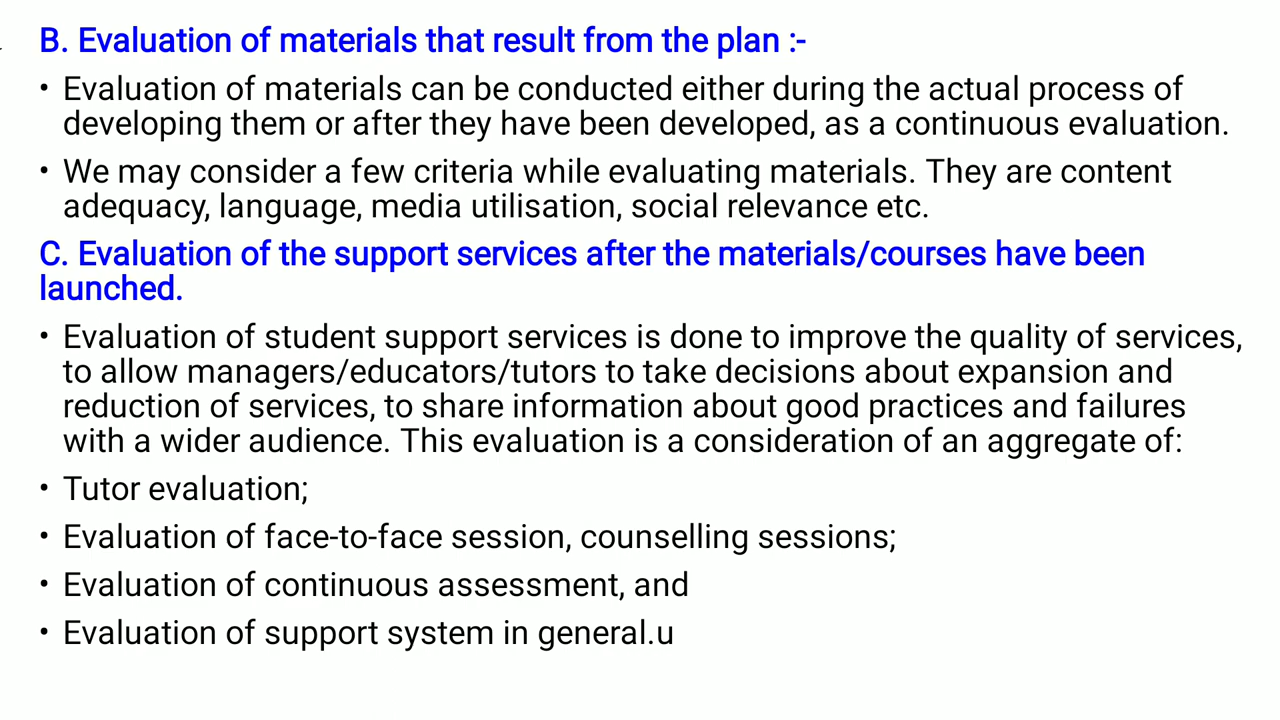 B. Evaluation of materials that result from the plan :-
• Evaluation of materials can be conducted either during the actual process of
developing them or after they have been developed, as a continuous evaluation.
• We may consider a few criteria while evaluating materials. They are content
adequacy, language, media utilisation, social relevance etc.
C. Evaluation of the support services after the materials/courses have been
launched.
• Evaluation of student support services is done to improve the quality of services,
to allow managers/educators/tutors to take decisions about expansion and
reduction of services, to share information about good practices and failures
with a wider audience. This evaluation is a consideration of an aggregate of:
• Tutor evaluation;
• Evaluation of face-to-face session, counselling sessions;
• Evaluation of continuous assessment, and
• Evaluation of support system in general.u